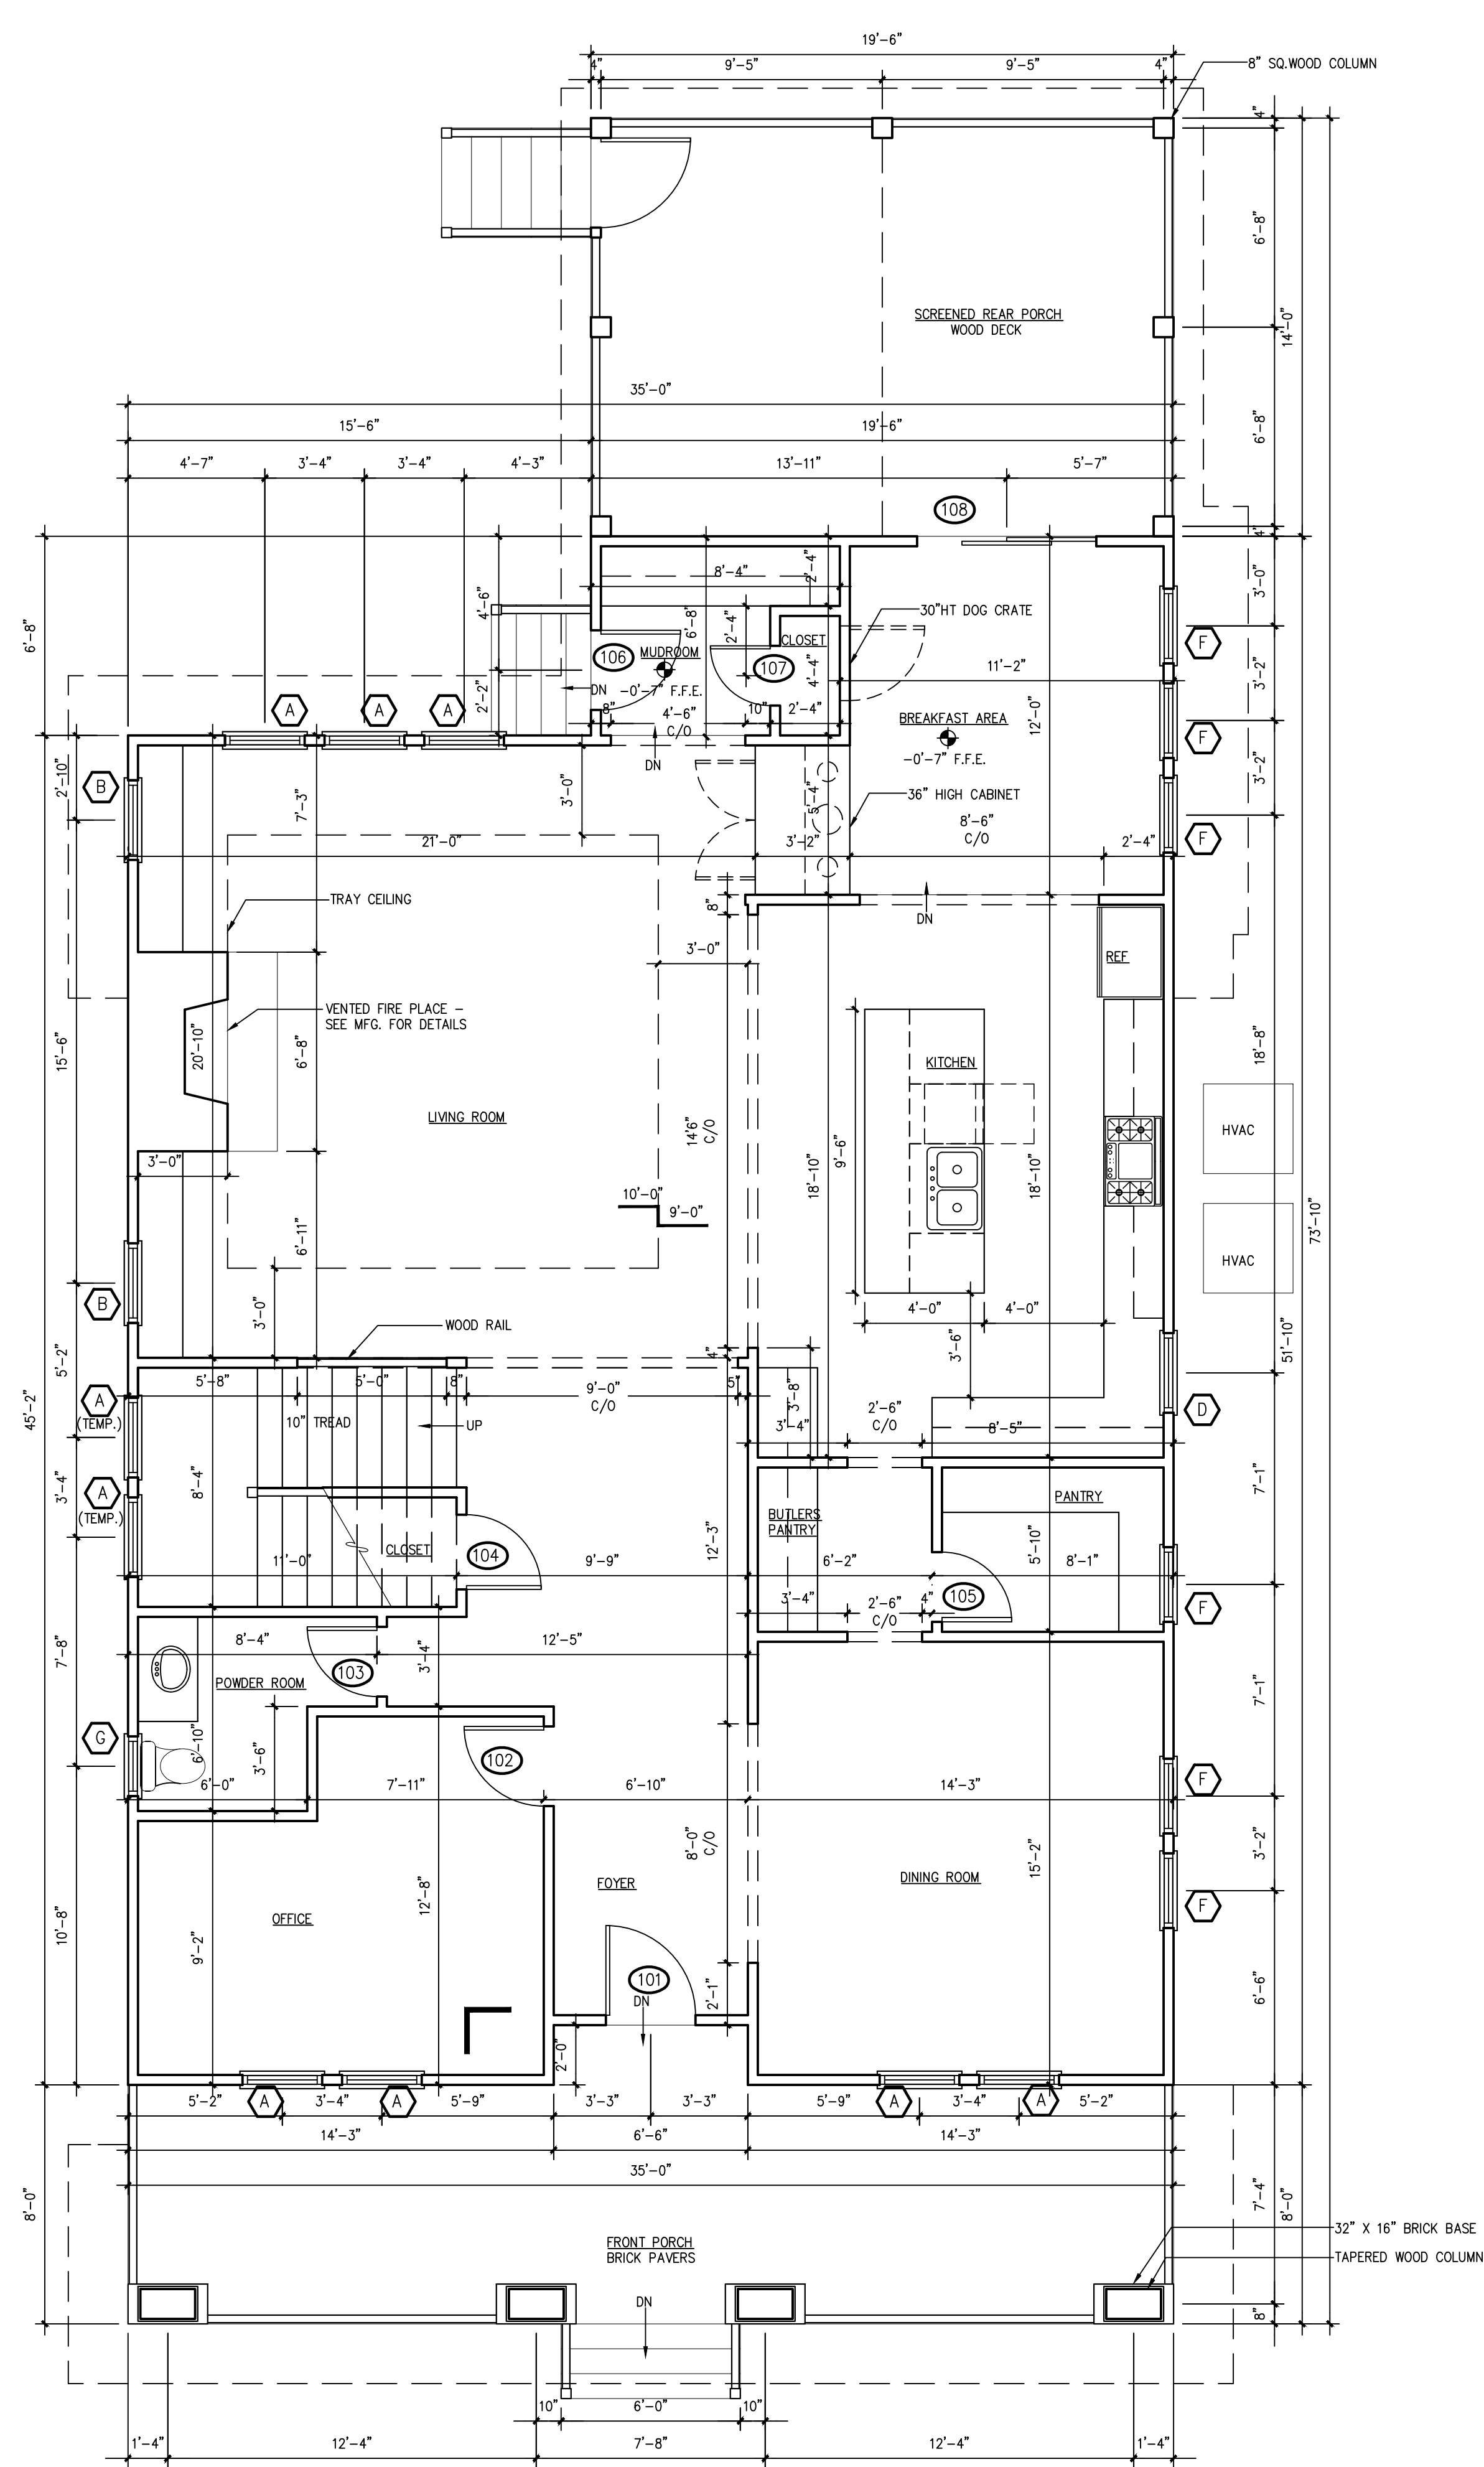 19'-6"
4"
9'-5"
9'-5"
4"
8" SQ.WOOD COLUMN
4"
6'-8"
SCREENED REAR PORCH
WOOD DECK
14'-0"
35'-0"
6'-8"
15'-6"
19'-6"
4'-7"
3'-4"
3'-4"
4'-3"
13'-11"
5'-7"
108
4"
8'-4"
2'-4"
3'-0"
4'-6"
30"HT DOG CRATE
6'-8"
6'-8"
2'-4"
CLOSET
F
106
MUDROOM
107
4'-4"
11'-2"
3'-2"
DN
-0'-7" F.F.E.
2'-2"
A
A
A
8"
4'-6"
C/O
10"
2'-4"
BREAKFAST AREA
12'-0"
F
-0'-7" F.F.E.
DN
2'-10"
B
3'-0"
3'-2"
7'-3"
5'-4"
36" HIGH CABINET
21'-0"
3'-2"
8'-6"
C/O
2'-4"
F
TRAY CEILING
8"
DN
3'-0"
REF
VENTED FIRE PLACE -
SEE MFG. FOR DETAILS
15'-6"
20'-10"
6'-8"
18'-8"
KITCHEN
LIVING ROOM
14'6"
C/O
9'-6"
HVAC
3'-0"
18'-10"
18'-10"
10'-0"
9'-0"
73'-10"
6'-11"
HVAC
B
3'-0"
4'-0"
4'-0"
WOOD RAIL
3'-6"
51'-10"
5'-2"
4"
5'-8"
5'-0"
8"
9'-0"
C/O
5"
3'-8"
45'-2"
A
(TEMP.)
10" TREAD
UP
3'-4"
2'-6"
C/O
8'-5"
D
3'-4"
8'-4"
7'-1"
A
(TEMP.)
PANTRY
BUTLERS
PANTRY
11'-0"
CLOSET
104
9'-9"
12'-3"
6'-2"
5'-10"
8'-1"
3'-4"
2'-6"
C/O
4"
105
F
7'-8"
8'-4"
3'-4"
12'-5"
POWDER ROOM
103
7'-1"
G
6'-10"
3'-6"
102
6'-0"
7'-11"
6'-10"
14'-3"
F
8'-0"
C/O
15'-2"
3'-2"
DINING ROOM
FOYER
12'-8"
F
OFFICE
10'-8"
9'-2"
101
DN
2'-1"
6'-6"
2'-0"
5'-2"
A
3'-4"
A
5'-9"
3'-3"
3'-3"
5'-9"
A
3'-4"
A
5'-2"
14'-3"
6'-6"
14'-3"
35'-0"
8'-0"
7'-4"
8'-0"
32" X 16" BRICK BASE
FRONT PORCH
BRICK PAVERS
TAPERED WOOD COLUMN
DN
8"
10"
6'-0"
10"
1'-4"
12'-4"
7'-8"
12'-4"
1'-4"